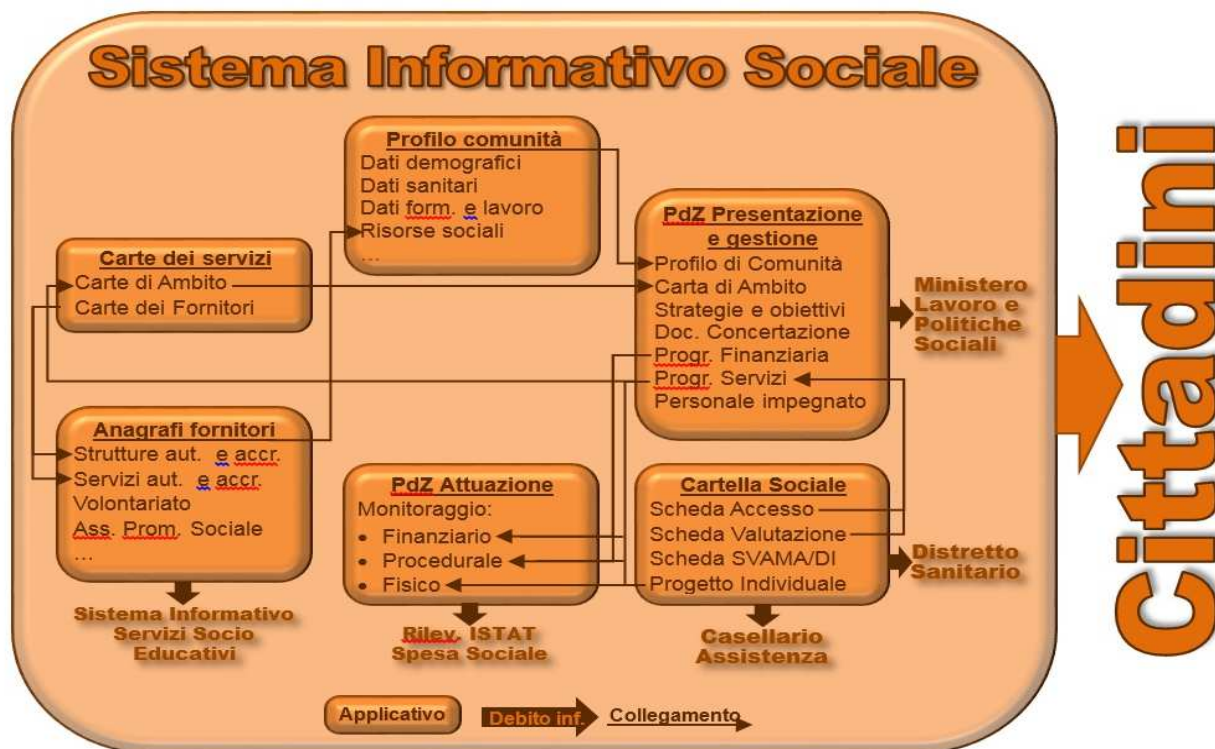 Sistema Informativo Sociale
Profilo comunità
Dati demografici
Dati sanitari
Dati form. e lavoro
Risorse sociali
...
Carte dei servizi
Carte di Ambito
Carte dei Fornitori
PdZ Presentazione
e gestione
Profilo di Comunità
Carta di Ambito
Strategie e obiettivi
Doc. Concertazione
Progr. Finanziaria
Progr. Servizi
Personale impegnato
Ministero
Lavoro e
Politiche
Sociali
Anagrafi fornitori
Strutture aut. e accr.
Servizi aut. e accr.
Volontariato
Ass. Prom. Sociale
...
PdZ Attuazione
Monitoraggio:
• Finanziario
• Procedurale
• Fisico
Cartella Sociale
Scheda Accesso
Scheda Valutazione
Scheda SVAMA/DI
Progetto Individuale
Distretto
Sanitario
Sistema Informativo
Servizi Socio
Educativi
Rilev. ISTAT
Spesa Sociale
Casellario
Assistenza
Applicativo
Debito inf.
Collegamento
Cittadini